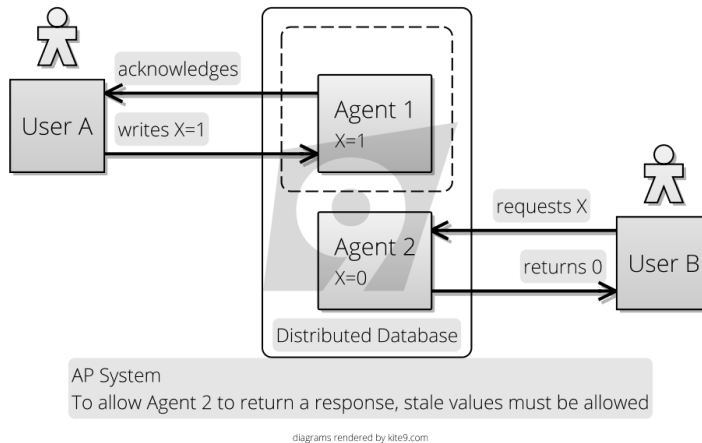 acknowledges
User A
writes X=1
Agent 1
X=1
requests X
Agent 2
X=0
returns 0
User B
Distributed Database
AP System
To allow Agent 2 to return a response, stale values must be allowed
diagrams rendered by kite9.com